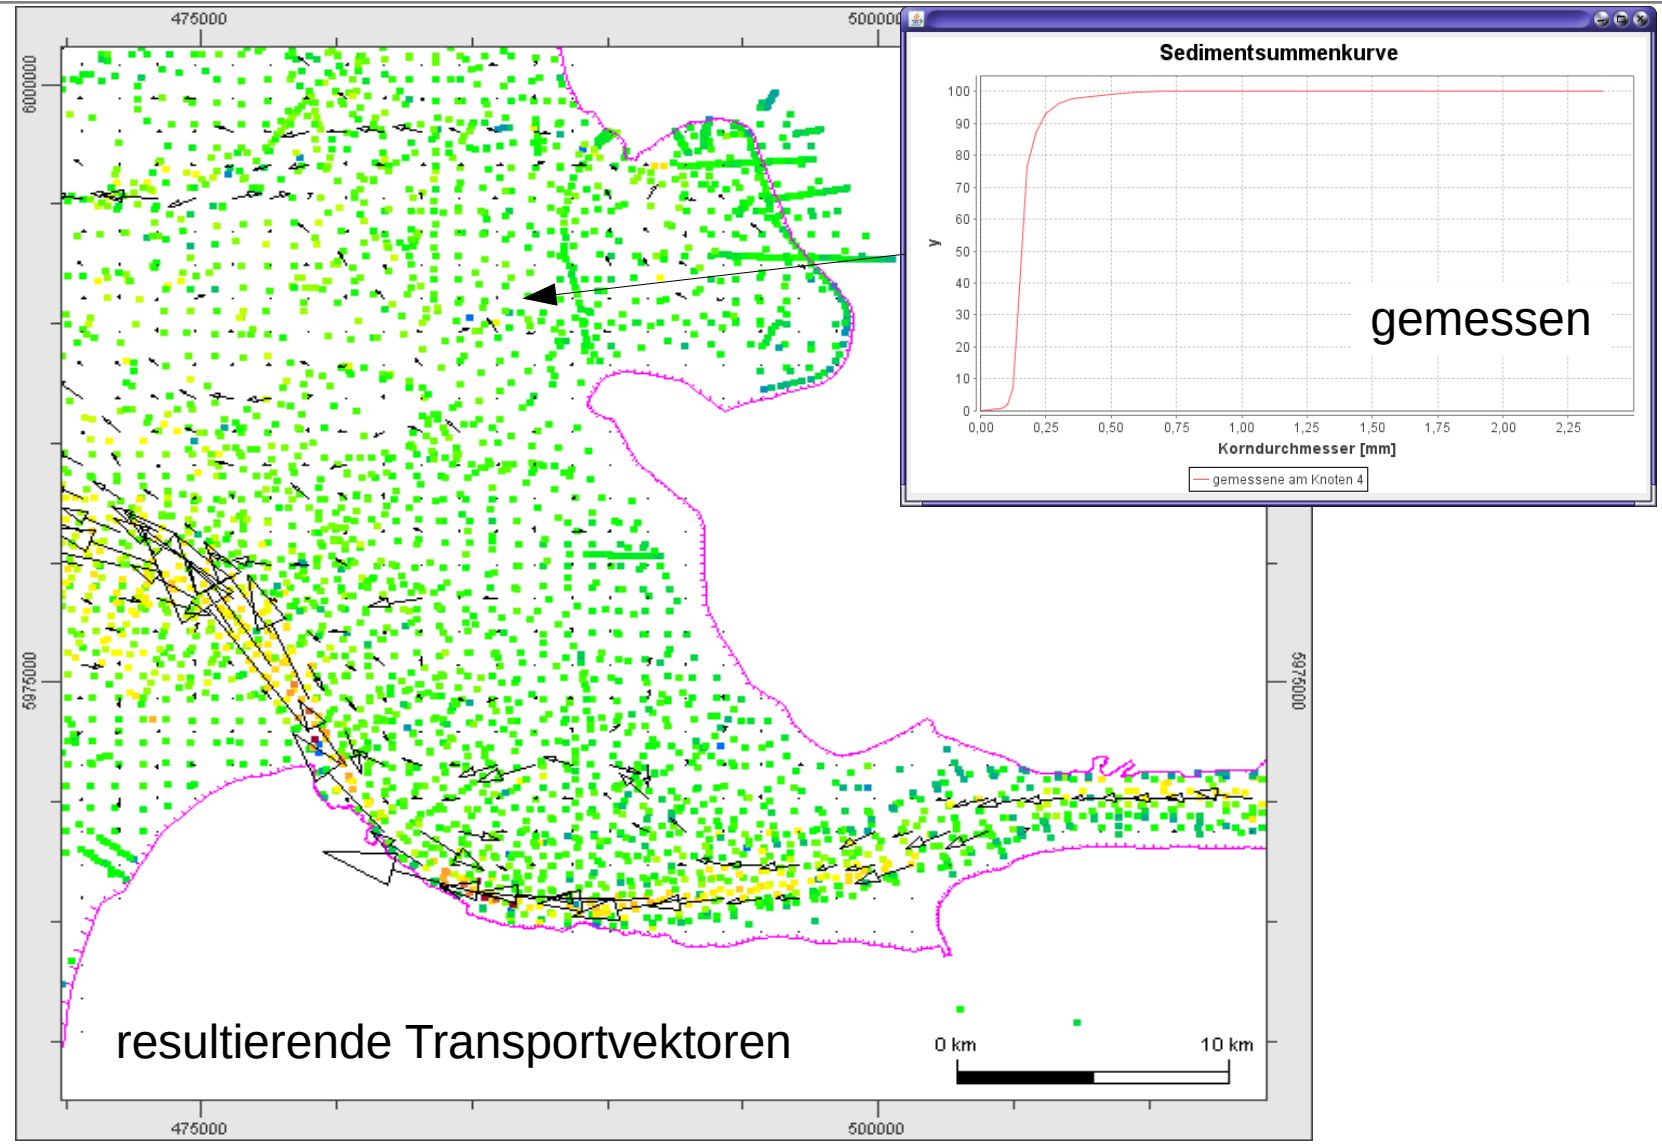 475000
500000
6000000
Sedimentsummenkurve
100
90
80
70
60
50
40
30
20
10
0
y
0,00 0,25 0,50 0,75 1,00 1,25 1,50 1,75 2,00 2,25
Korndurchmesser [mm]
gemessene am Knoten 4
gemessen
5975000
5975000
resultierende Transportvektoren
0 km 10 km
475000
500000